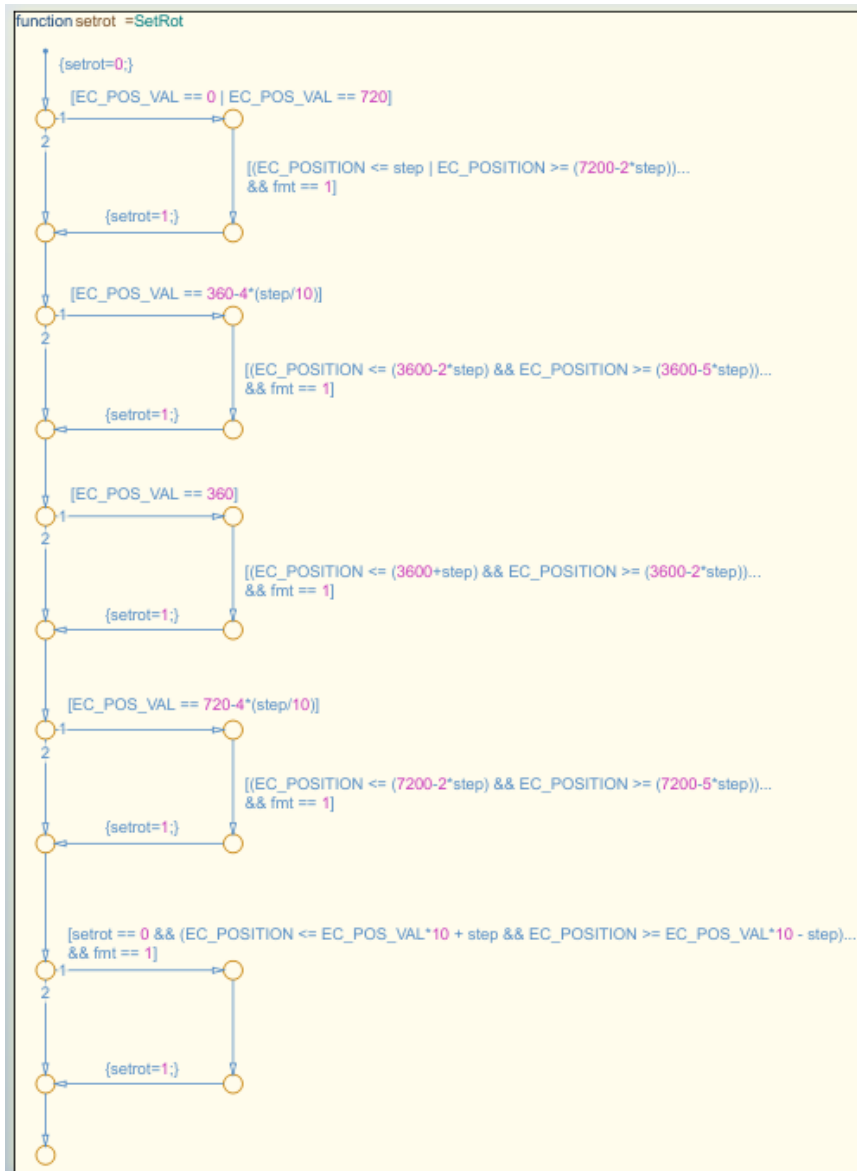 function setrot =SetRot
{setrot=0;}
[EC_POS_VAL == 0 | EC_POS_VAL == 720]
1
2
[(EC_POSITION <= step | EC_POSITION >= (7200-2*step))...
&& fmt == 1]
{setrot=1;}
[EC_POS_VAL == 360-4*(step/10)]
1
2
[(EC_POSITION <= (3600-2*step) && EC_POSITION >= (3600-5*step))...
&& fmt == 1]
{setrot=1;}
[EC_POS_VAL == 360]
1
2
[(EC_POSITION <= (3600+step) && EC_POSITION >= (3600-2*step))...
&& fmt == 1]
{setrot=1;}
[EC_POS_VAL == 720-4*(step/10)]
1
2
[(EC_POSITION <= (7200-2*step) && EC_POSITION >= (7200-5*step))...
&& fmt == 1]
{setrot=1;}
[setrot == 0 && (EC_POSITION <= EC_POS_VAL*10 + step && EC_POSITION >= EC_POS_VAL*10 - step)...
&& fmt == 1]
1
2
{setrot=1;}